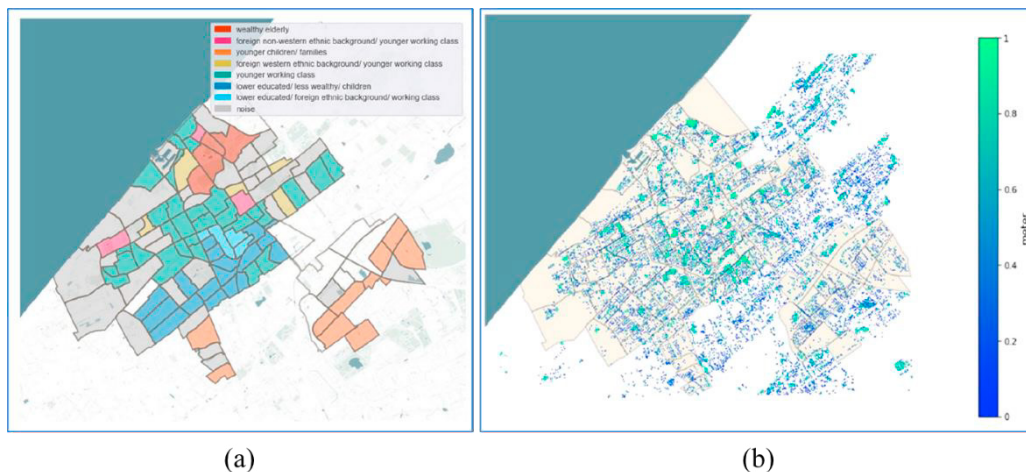 wealthy elderly
foreign non-western ethnic background/ younger working class
younger children/ families
foreign western ethnic background/ younger working class
younger working class
lower educated/ less wealthy/ children
lower educated/ foreign ethnic background/ working class
noise
1
0.8
0.6
0.4
0.2
0
meter
(a)
(b)